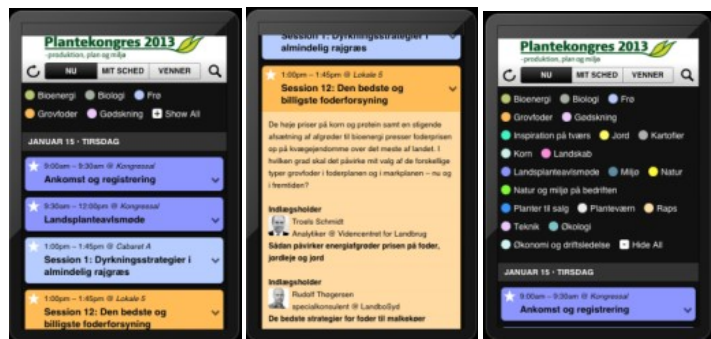 Plantekongres 2013
-produktion, plan og miljø
NU MIT SCHED VENNER
Bioenergi Biologi Frø
Grovfoder Gødskning + Show All
JANUAR 15 - TIRSDAG
9:00am – 9:30am @ Kongressal
Ankomst og registrering
9:30am – 12:00pm @ Kongressal
Landsplanteavlsmøde
1:00pm – 1:45pm @ Cabaret A
Session 1: Dyrkningsstrategier i
almindelig rajgræs
1:00pm – 1:45pm @ Lokale 5
Session 12: Den bedste og
billigste foderforsyning
Session 1: Dyrkningsstrategier i
almindelig rajgræs
1:00pm – 1:45pm @ Lokale 5
Session 12: Den bedste og
billigste foderforsyning
De høje priser på korn og protein samt en stigende
afsætning af afgrøder til bioenergi presser foderprisen
op på kvægejendomme over det meste af landet. I
hvilken grad skal det påvirke mit valg af de forskellige
typer grovfoder i foderplanen og i markplanen – nu og
i fremtiden?
Indlægsholder
Troels Schmidt
Analytiker @ Videncentret for Landbrug
Sådan påvirker energiafgrøder prisen på foder,
jordleje og jord
Indlægsholder
Rudolf Thøgersen
specialkonsulent @ LandboSyd
De bedste strategier for foder til malkekøer
Plantekongres 2013
-produktion, plan og miljø
NU MIT SCHED VENNER
Bioenergi Biologi Frø
Grovfoder Gødskning
Inspiration på tværs Jord Kartofler
Korn Landskab
Landsplanteavlsmøde Miljø Natur
Natur og miljø på bedriften
Planter til salg Planteværn Raps
Teknik Økologi
Økonomi og driftsledelse Hide All
JANUAR 15 - TIRSDAG
9:00am – 9:30am @ Kongressal
Ankomst og registrering